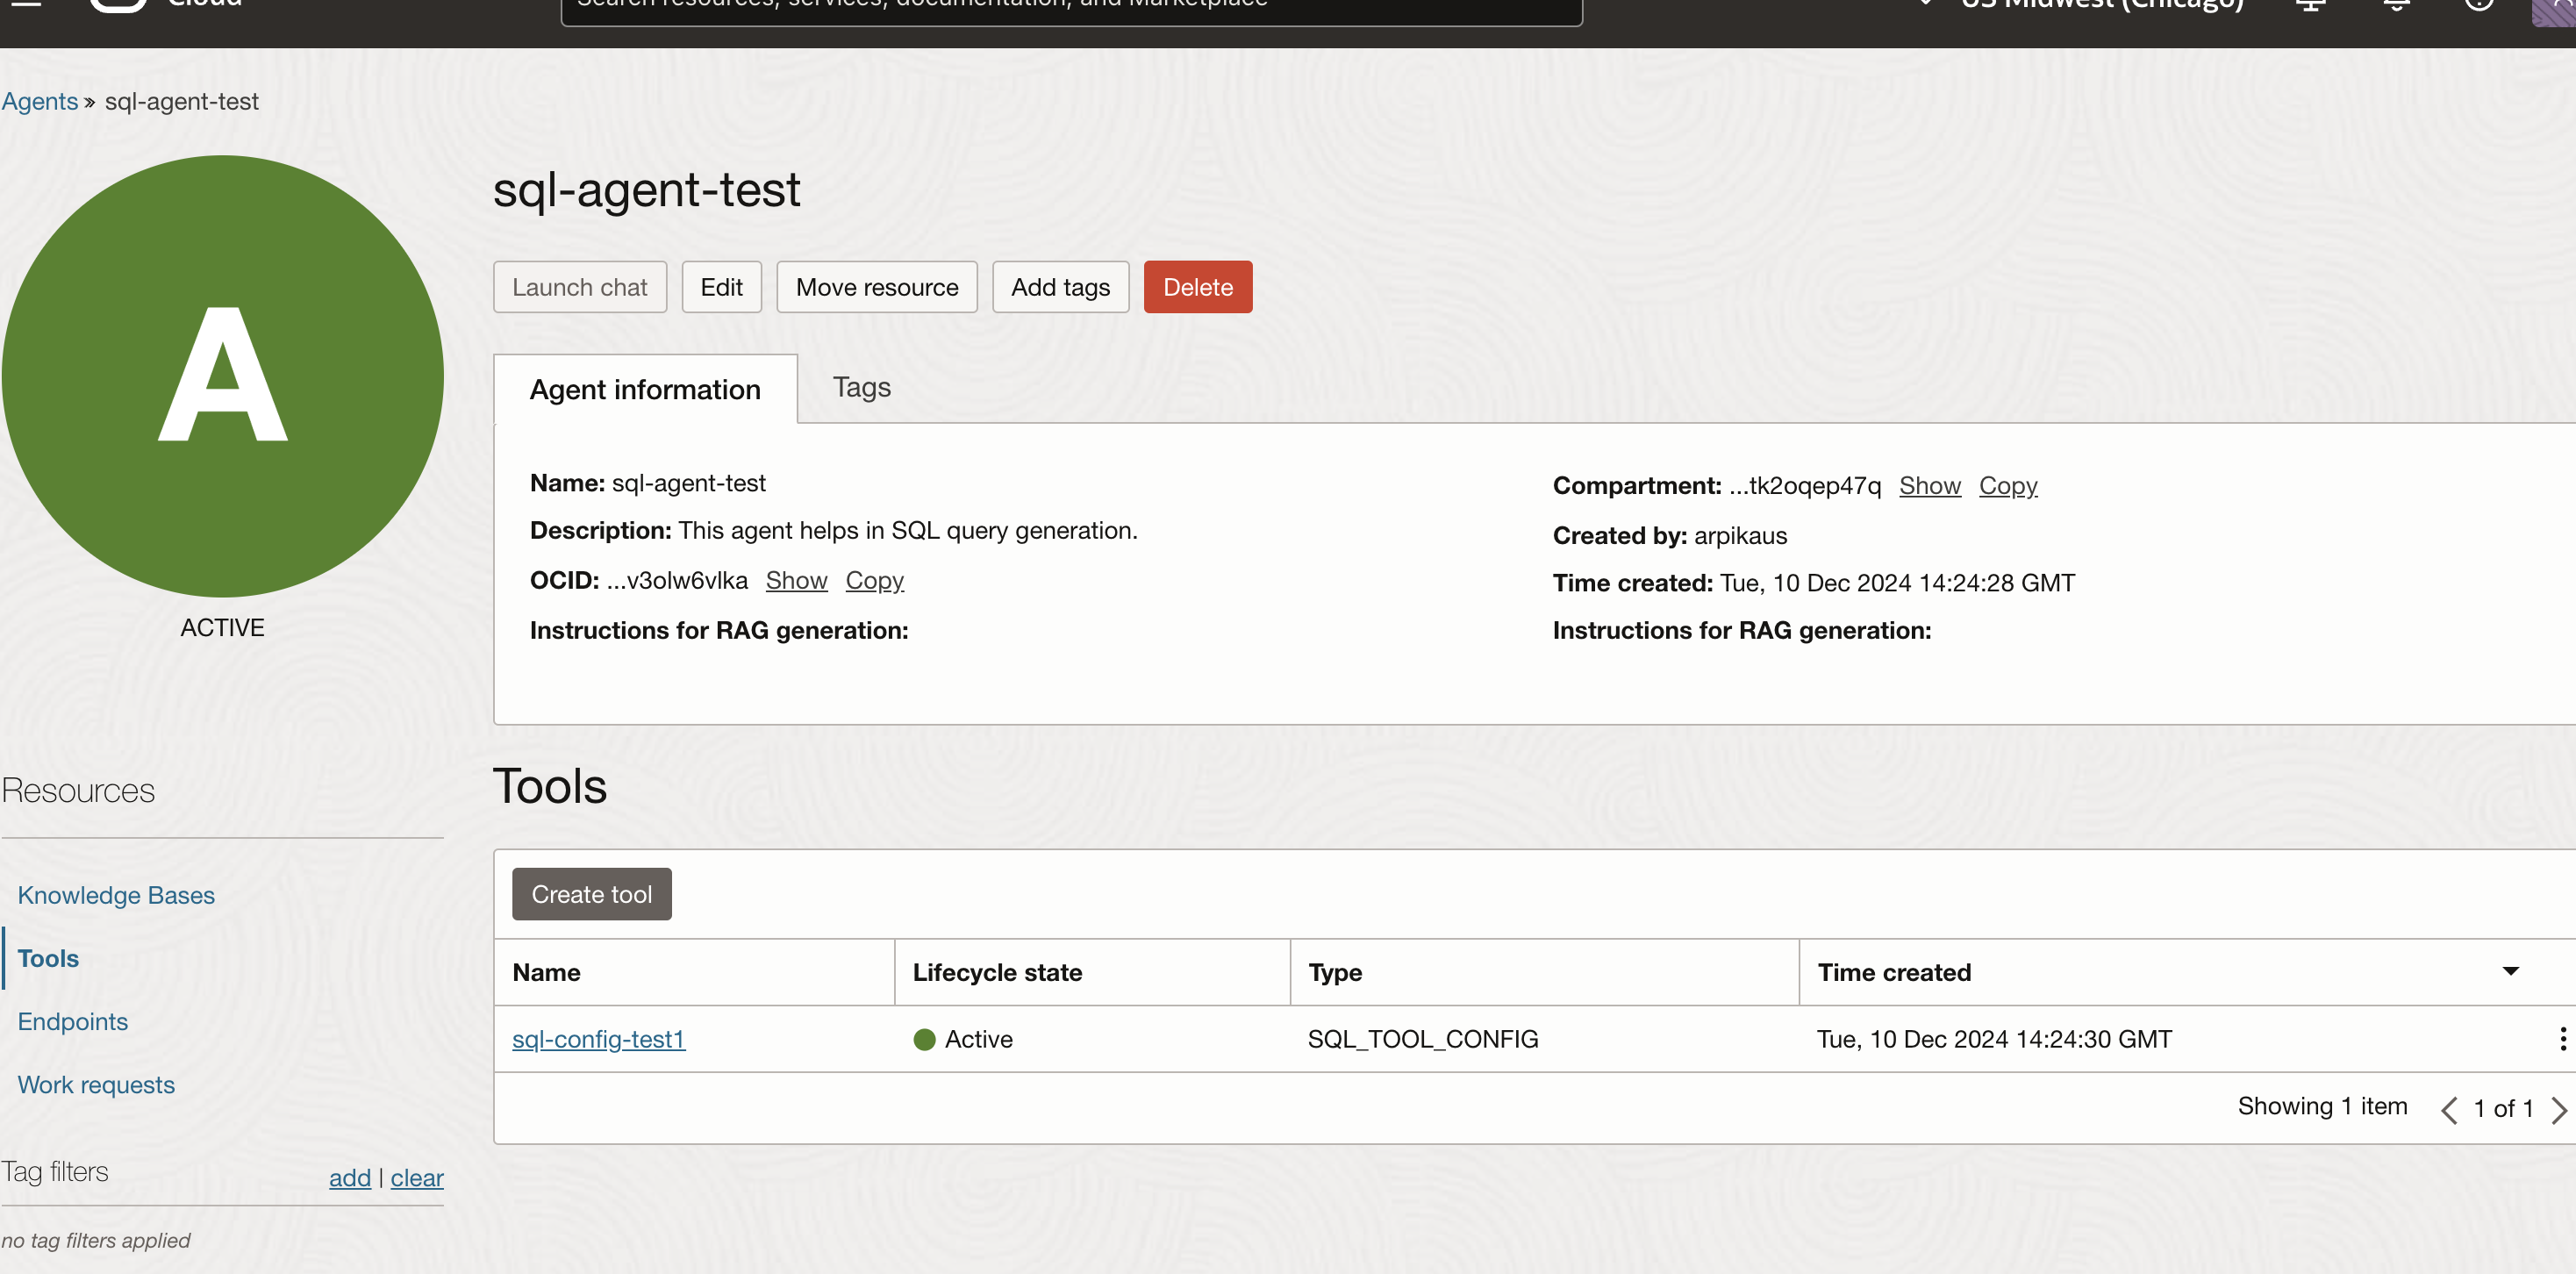 Cloud
Search resources, services, documentation, and Marketplace
US Midwest (Chicago)
Agents » sql-agent-test
A
ACTIVE
sql-agent-test
Launch chat
Edit
Move resource
Add tags
Delete
Agent information
Tags
Name: sql-agent-test
Description: This agent helps in SQL query generation.
OCID: ...v3olw6vlka Show Copy
Instructions for RAG generation:
Compartment: ...tk2oqep47q Show Copy
Created by: arpikaus
Time created: Tue, 10 Dec 2024 14:24:28 GMT
Instructions for RAG generation:
Resources
Knowledge Bases
Tools
Endpoints
Work requests
Tag filters add | clear
no tag filters applied
Tools
Create tool
Name Lifecycle state Type Time created
sql-config-test1 Active SQL_TOOL_CONFIG Tue, 10 Dec 2024 14:24:30 GMT
Showing 1 item 1 of 1